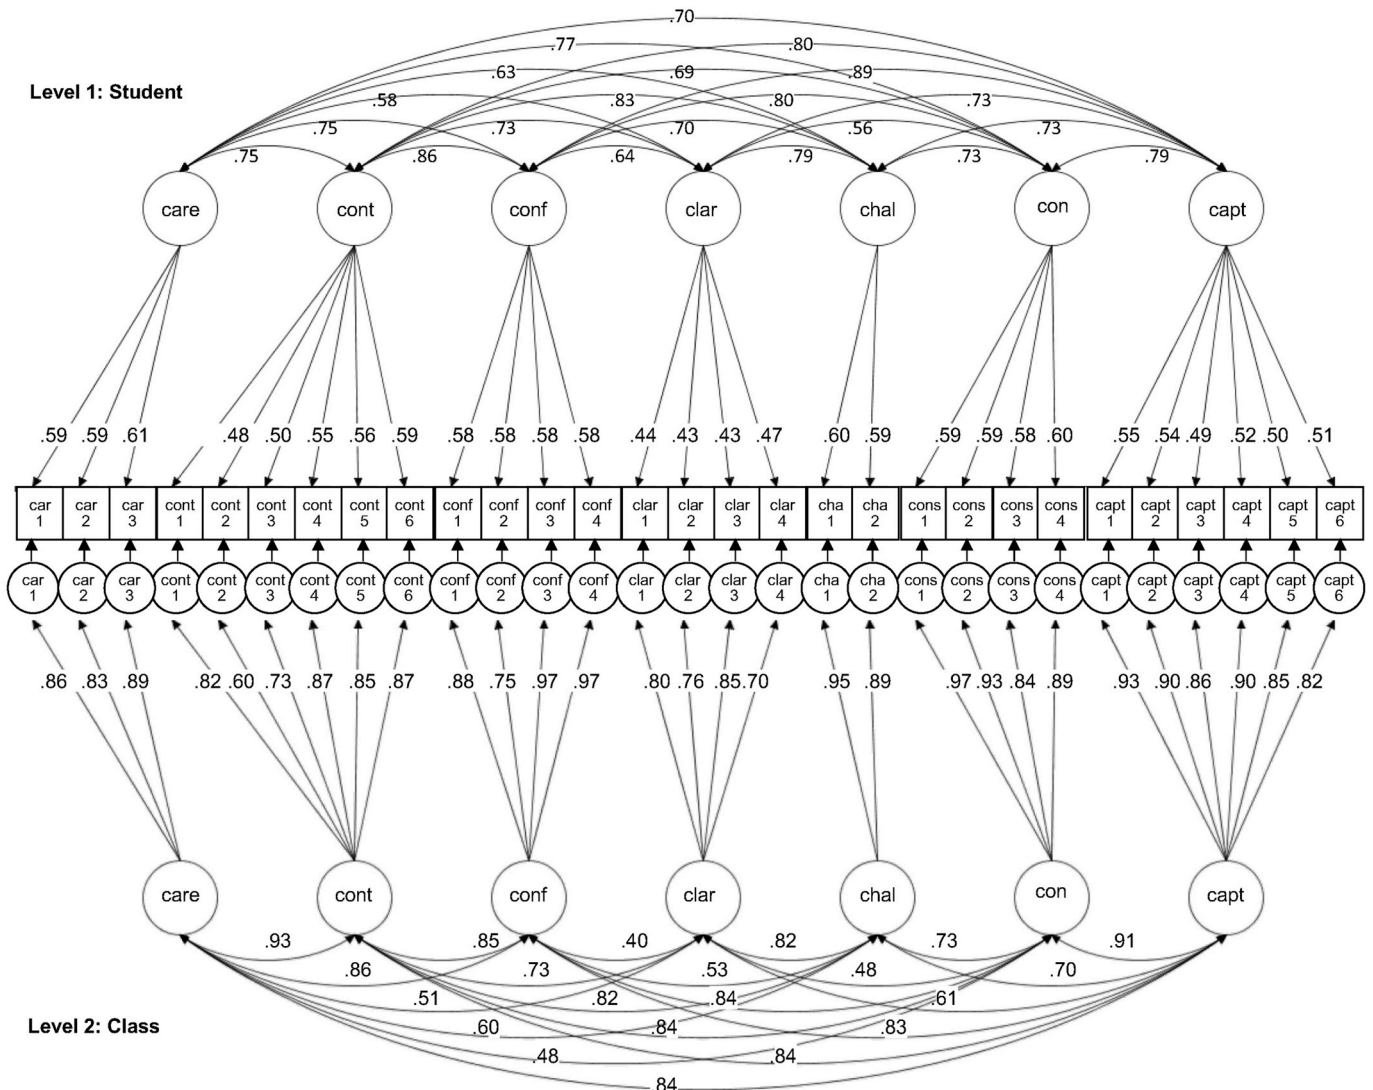 .70
.77 .80
.63 .69 .89
Level 1: Student
.58 .83 .80 .73
.75 .73 .70 .56 .73
.75 .86 .64 .79 .73 .79
care cont conf clar chal con capt
.59 .59 .61 .48 .50 .55 .56 .59 .58 .58 .58 .58 .44 .43 .43 .47 .60 .59 .59 .59 .58 .60 .55 .54 .49 .52 .50 .51
car car car cont cont cont cont cont cont conf conf conf conf clar clar clar clar cha cha cons cons cons cons capt capt capt capt capt capt
1 2 3 1 2 3 4 5 6 1 2 3 4 1 2 3 4 1 2 1 2 3 4 1 2 3 4 5 6
car car car cont cont cont cont cont cont conf conf conf conf clar clar clar clar cha cha cons cons cons cons capt capt capt capt capt capt
1 2 3 1 2 3 4 5 6 1 2 3 4 1 2 3 4 1 2 1 2 3 4 1 2 3 4 5 6
.86 .83 .89 .82 .60 .73 .87 .85 .87 .88 .75 .97 .97 .80 .76 .85 .70 .95 .89 .97 .93 .84 .89 .93 .90 .86 .90 .85 .82
care cont conf clar chal con capt
.93 .85 .40 .82 .73 .91
.86 .73 .53 .48 .70
.51 .82 .84 .61
Level 2: Class
.60 .84 .83
.48 .84
.84